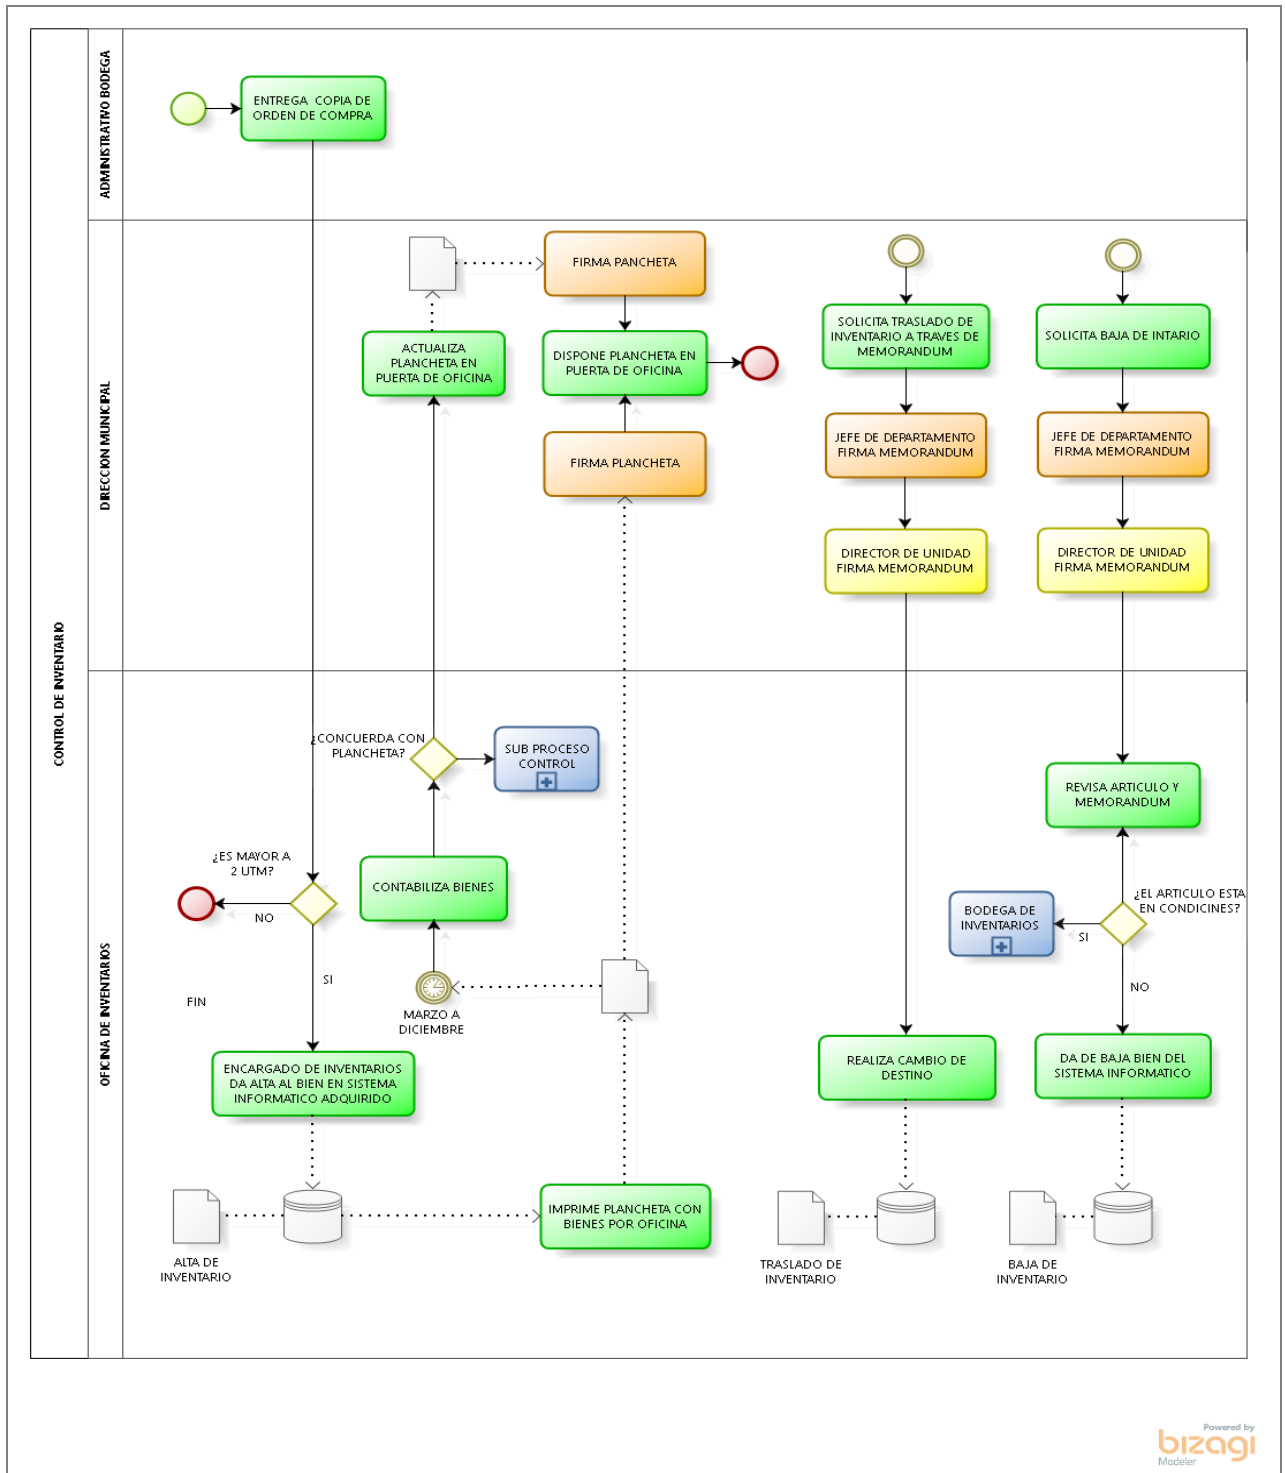 CONTROL DE INVENTARIO
ADMINISTRATIVO BODEGA
ENTREGA COPIA DE
ORDEN DE COMPRA
DIRECCION MUNICIPAL
FIRMA PANCHETA
ACTUALIZA
PLANCHETA EN
PUERTA DE OFICINA
DISPONE PLANCHETA EN
PUERTA DE OFICINA
FIRMA PLANCHETA
SOLICITA TRASLADO DE
INVENTARIO A TRAVES DE
MEMORANDUM
JEFE DE DEPARTAMENTO
FIRMA MEMORANDUM
DIRECTOR DE UNIDAD
FIRMA MEMORANDUM
SOLICITA BAJA DE INTARIO
JEFE DE DEPARTAMENTO
FIRMA MEMORANDUM
DIRECTOR DE UNIDAD
FIRMA MEMORANDUM
OFICINA DE INVENTARIOS
¿CONCUERDA CON
PLANCHETA?
SUB PROCESO
CONTROL
¿ES MAYOR A
2 UTM?
NO
SI
FIN
CONTABILIZA BIENES
MARZO A
DICIEMBRE
ENCARGADO DE INVENTARIOS
DA ALTA AL BIEN EN SISTEMA
INFORMATICO ADQUIRIDO
ALTA DE
INVENTARIO
IMPRIME PLANCHETA CON
BIENES POR OFICINA
REALIZA CAMBIO DE
DESTINO
TRASLADO DE
INVENTARIO
REVISA ARTICULO Y
MEMORANDUM
¿EL ARTICULO ESTA
EN CONDICINES?
BODEGA DE
INVENTARIOS
SI
NO
DA DE BAJA BIEN DEL
SISTEMA INFORMATICO
BAJA DE
INVENTARIO
Powered by
bizagi
Modeler